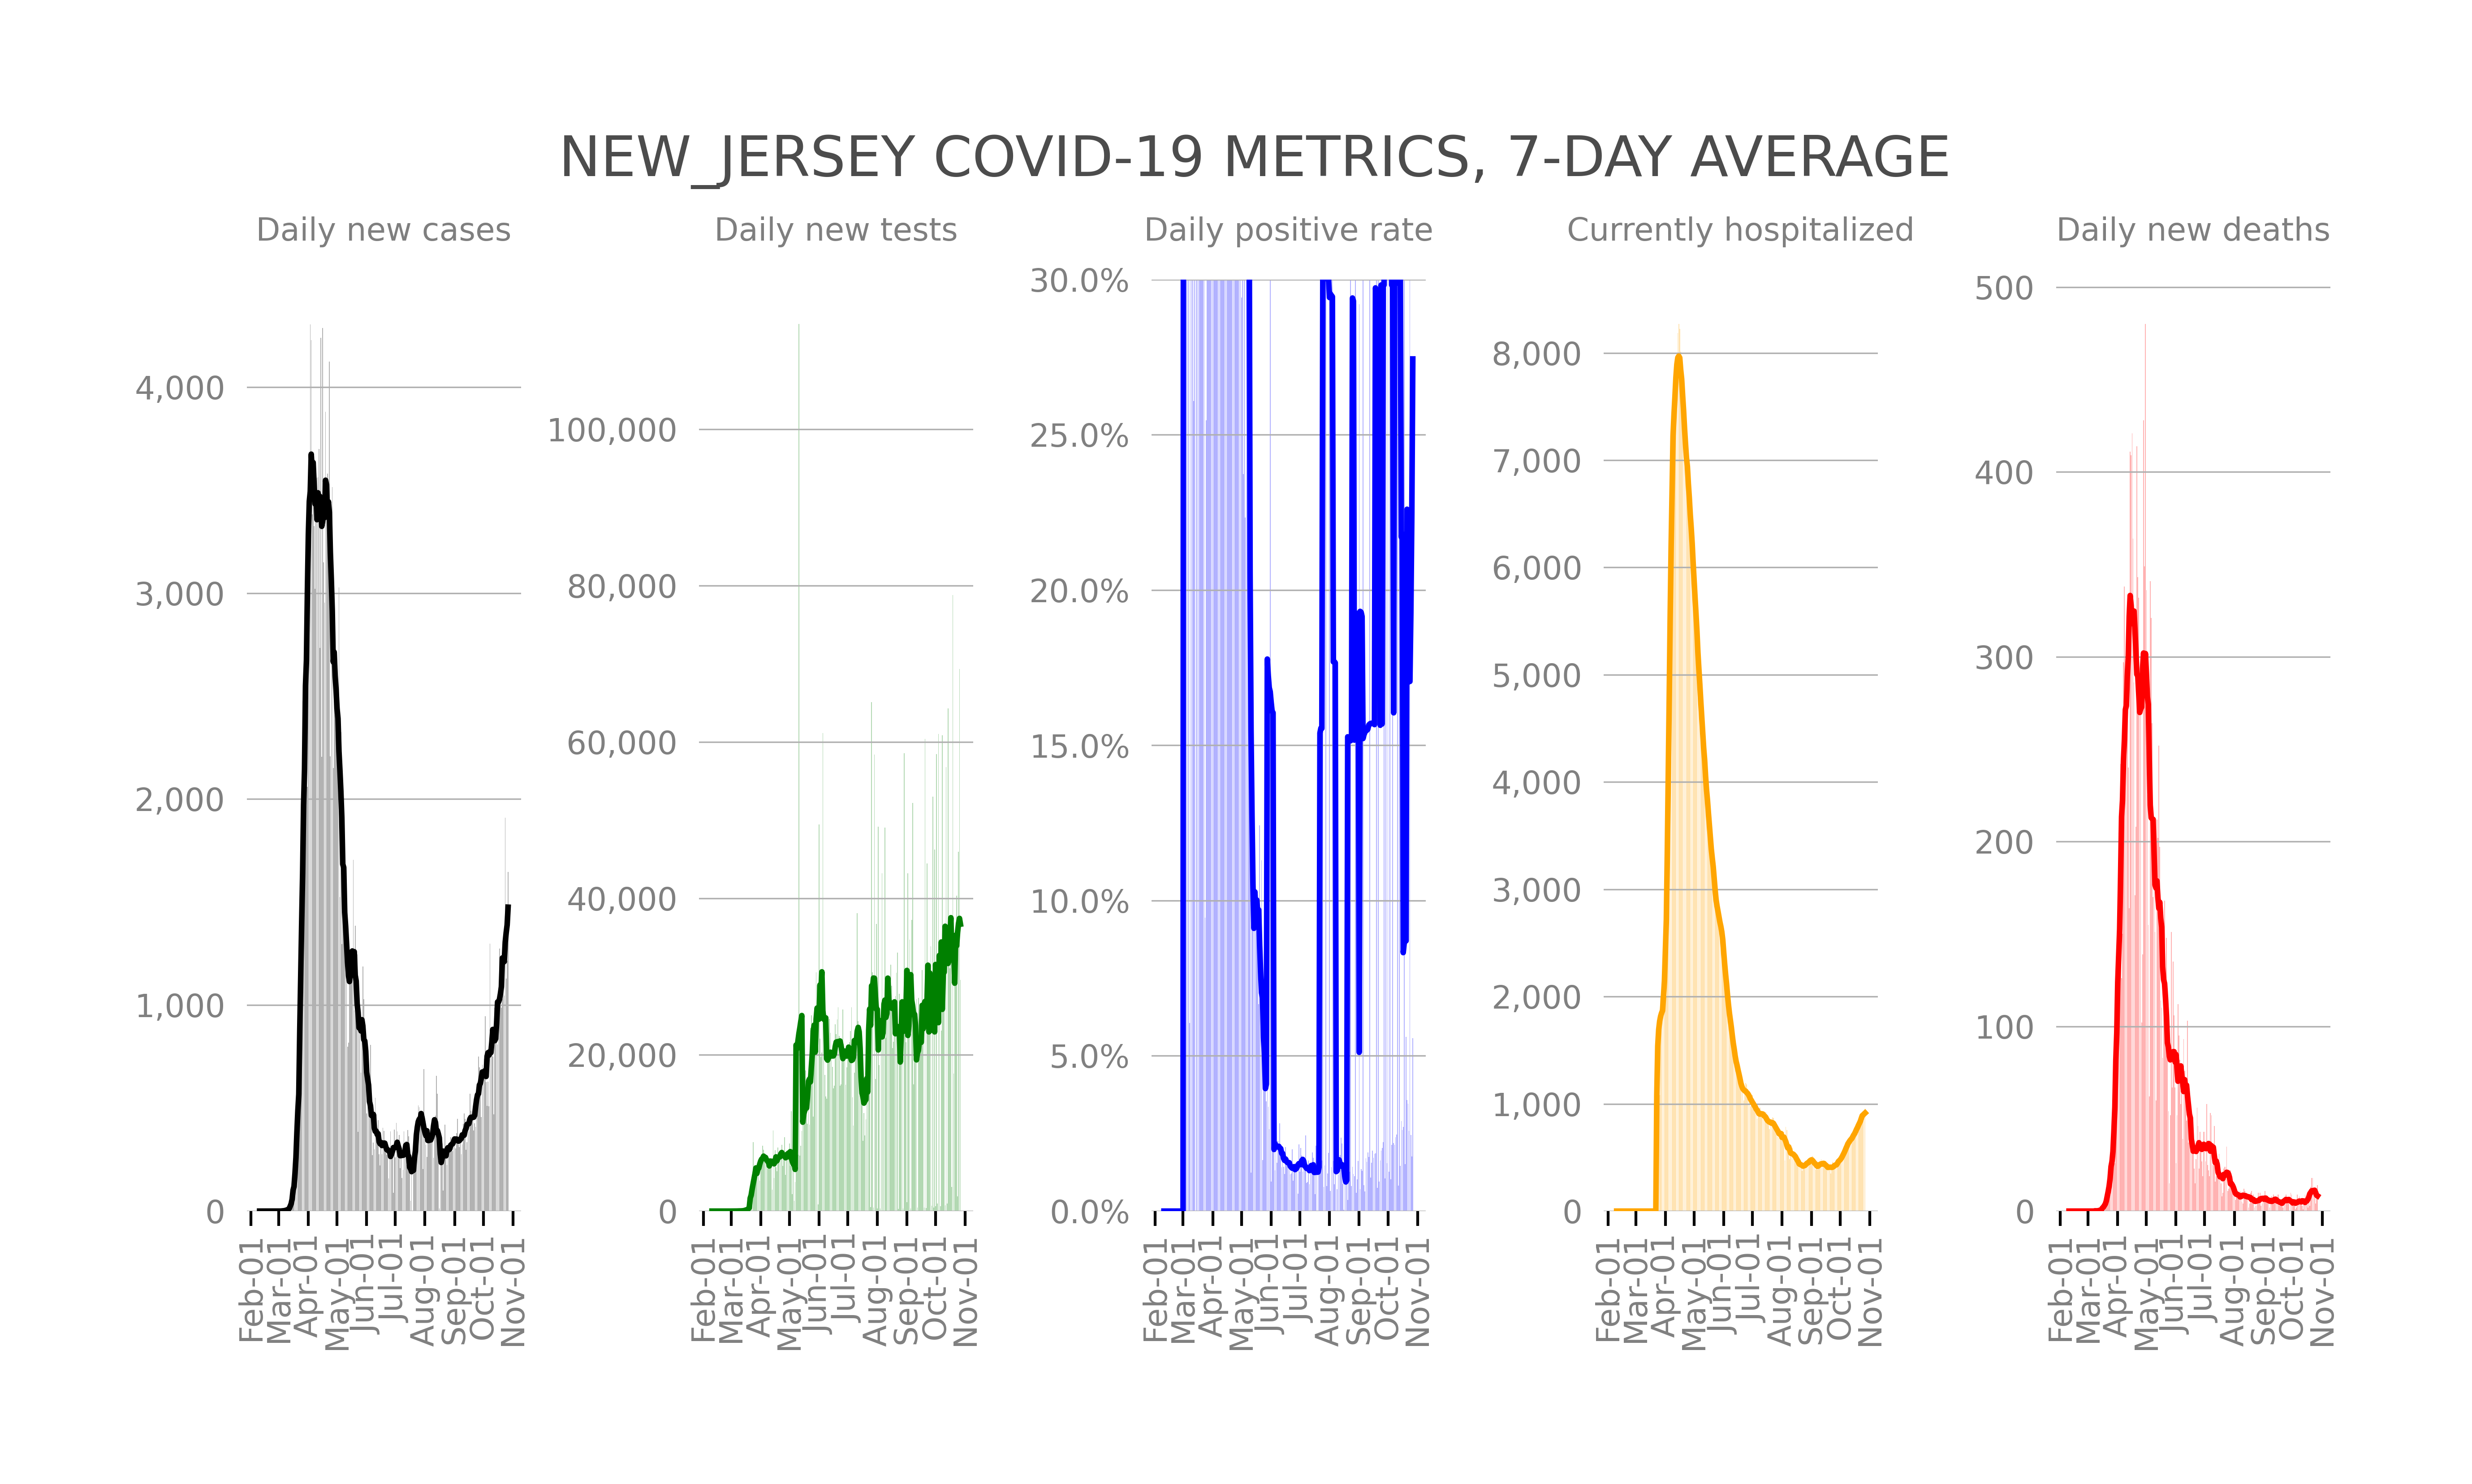 NEW_JERSEY COVID-19 METRICS, 7-DAY AVERAGE
Daily new cases
4,000
3,000
2,000
1,000
0
Feb-01
Mar-01
Apr-01
May-01
Jun-01
Jul-01
Aug-01
Sep-01
Oct-01
Nov-01
Daily new tests
100,000
80,000
60,000
40,000
20,000
0
Feb-01
Mar-01
Apr-01
May-01
Jun-01
Jul-01
Aug-01
Sep-01
Oct-01
Nov-01
Daily positive rate
30.0%
25.0%
20.0%
15.0%
10.0%
5.0%
0.0%
Feb-01
Mar-01
Apr-01
May-01
Jun-01
Jul-01
Aug-01
Sep-01
Oct-01
Nov-01
Currently hospitalized
8,000
7,000
6,000
5,000
4,000
3,000
2,000
1,000
0
Feb-01
Mar-01
Apr-01
May-01
Jun-01
Jul-01
Aug-01
Sep-01
Oct-01
Nov-01
Daily new deaths
500
400
300
200
100
0
Feb-01
Mar-01
Apr-01
May-01
Jun-01
Jul-01
Aug-01
Sep-01
Oct-01
Nov-01